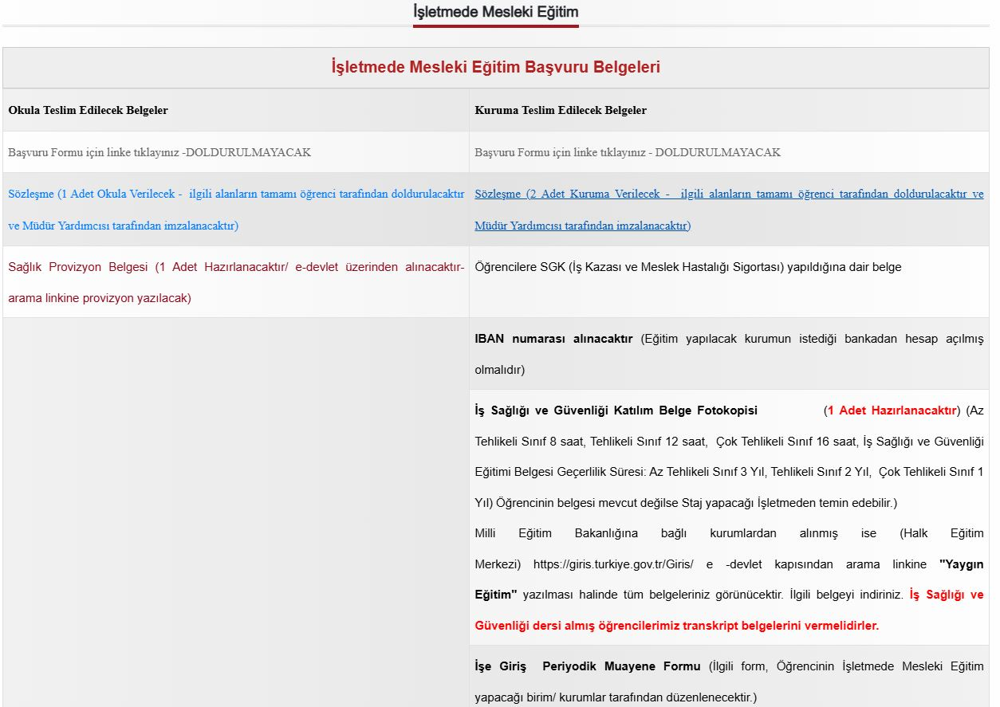 İşletmede Mesleki Eğitim
İşletmede Mesleki Eğitim Başvuru Belgeleri
Okula Teslim Edilecek Belgeler
Kuruma Teslim Edilecek Belgeler
Başvuru Formu için linke tıklayınız -DOLDURULMAYACAK
Başvuru Formu için linke tıklayınız - DOLDURULMAYACAK
Sözleşme (1 Adet Okula Verilecek - ilgili alanların tamamı öğrenci tarafından doldurulacaktır
ve Müdür Yardımcısı tarafından imzalanacaktır)
Sözleşme (2 Adet Kuruma Verilecek - ilgili alanların tamamı öğrenci tarafından doldurulacaktır ve
Müdür Yardımcısı tarafından imzalanacaktır)
Sağlık Provizyon Belgesi (1 Adet Hazırlanacaktır/ e-devlet üzerinden alınacaktır-
arama linkine provizyon yazılacak)
Öğrencilere SGK (İş Kazası ve Meslek Hastalığı Sigortası) yapıldığına dair belge
IBAN numarası alınacaktır (Eğitim yapılacak kurumun istediği bankadan hesap açılmış
olmalıdır)
İş Sağlığı ve Güvenliği Katılım Belge Fotokopisi (1 Adet Hazırlanacaktır) (Az
Tehlikeli Sınıf 8 saat, Tehlikeli Sınıf 12 saat, Çok Tehlikeli Sınıf 16 saat, İş Sağlığı ve Güvenliği
Eğitimi Belgesi Geçerlilik Süresi: Az Tehlikeli Sınıf 3 Yıl, Tehlikeli Sınıf 2 Yıl, Çok Tehlikeli Sınıf 1
Yıl) Öğrencinin belgesi mevcut değilse Staj yapacağı İşletmeden temin edebilir.)
Milli Eğitim Bakanlığına bağlı kurumlardan alınmış ise (Halk Eğitim
Merkezi) https://giris.turkiye.gov.tr/Giris/ e -devlet kapısından arama linkine "Yaygın
Eğitim" yazılması halinde tüm belgeleriniz görünücektir. İlgili belgeyi indiriniz. İş Sağlığı ve
Güvenliği dersi almış öğrencilerimiz transkript belgelerini vermelidirler.
İşe Giriş Periyodik Muayene Formu (İlgili form, Öğrencinin İşletmede Mesleki Eğitim
yapacağı birim/ kurumlar tarafından düzenlenecektir.)